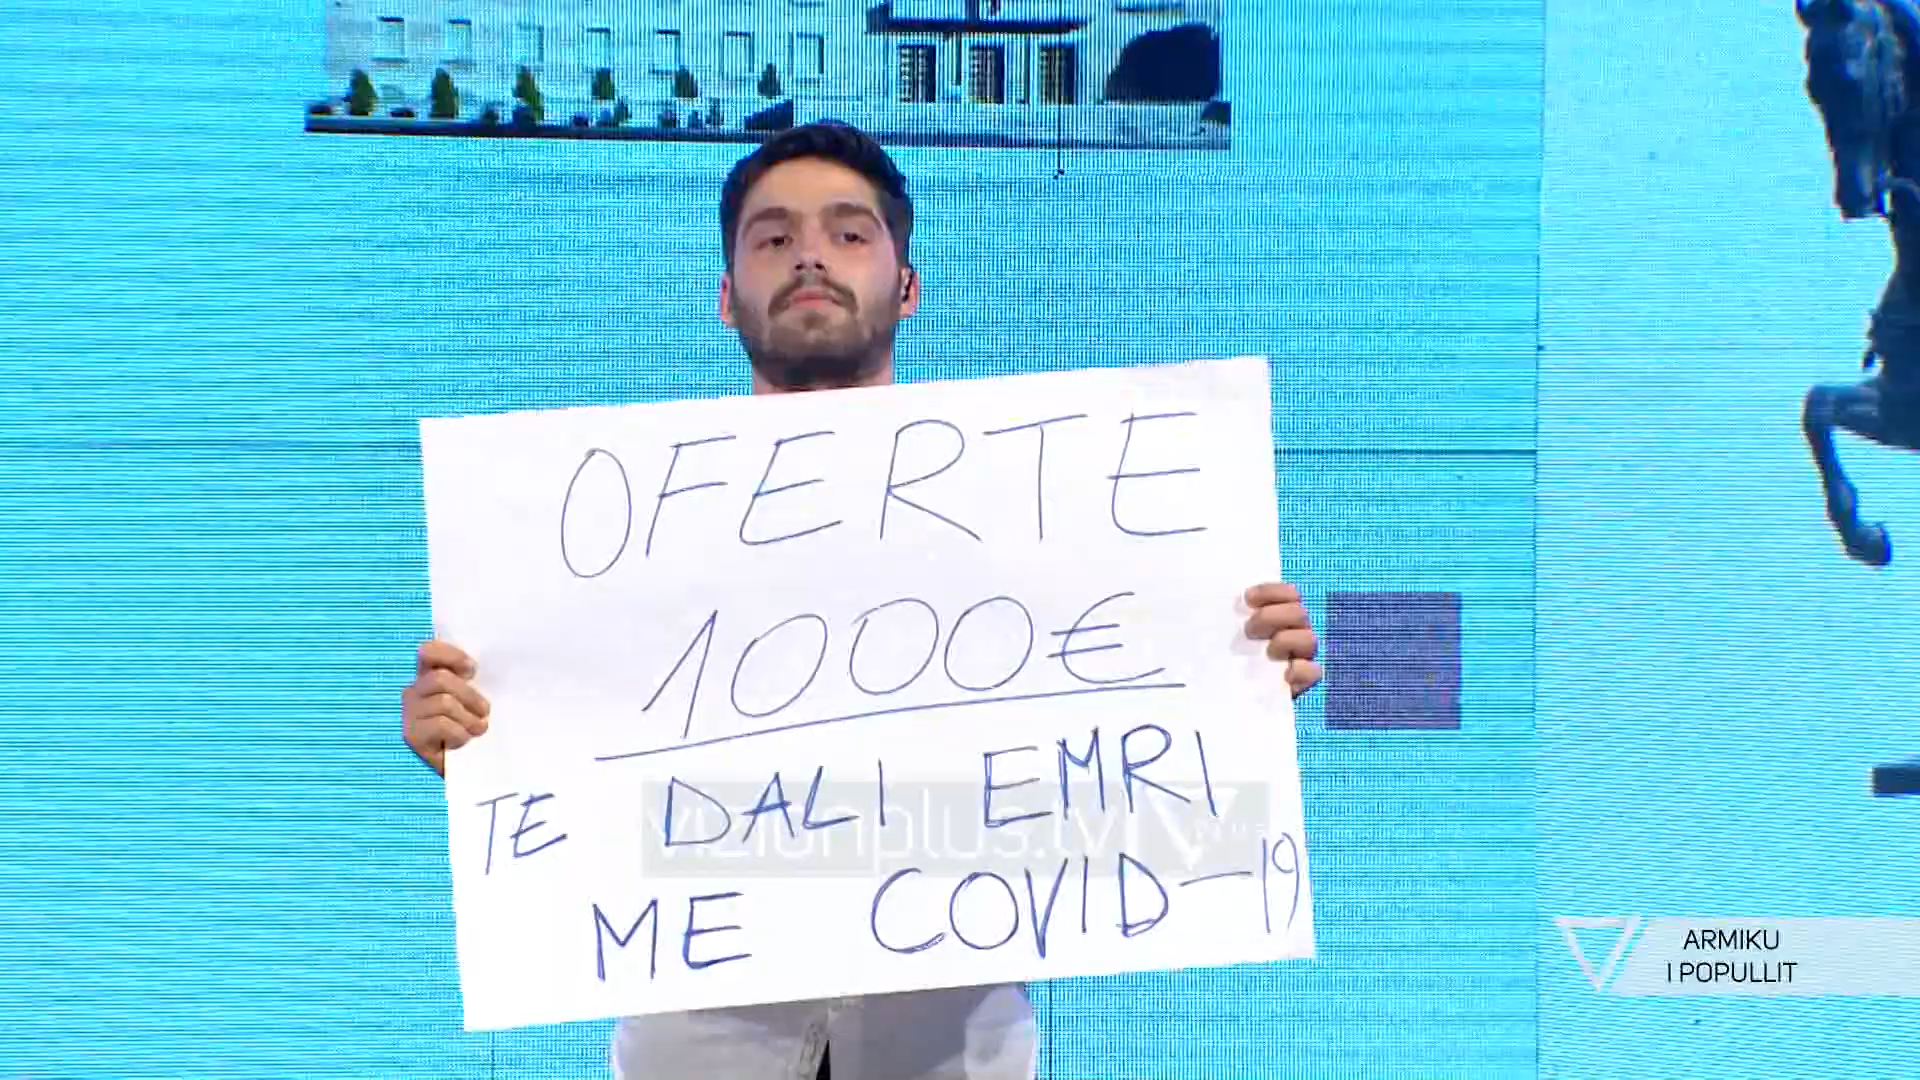 OFERTE
1000€
TE DALI EMRI
ME COVID-19
vizionplus.tv
ARMIKU
I POPULLIT